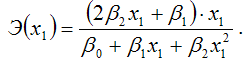 Э(x₁) = (2β₂x₁ + β₁) · x₁ / (β₀ + β₁x₁ + β₂x₁²) .